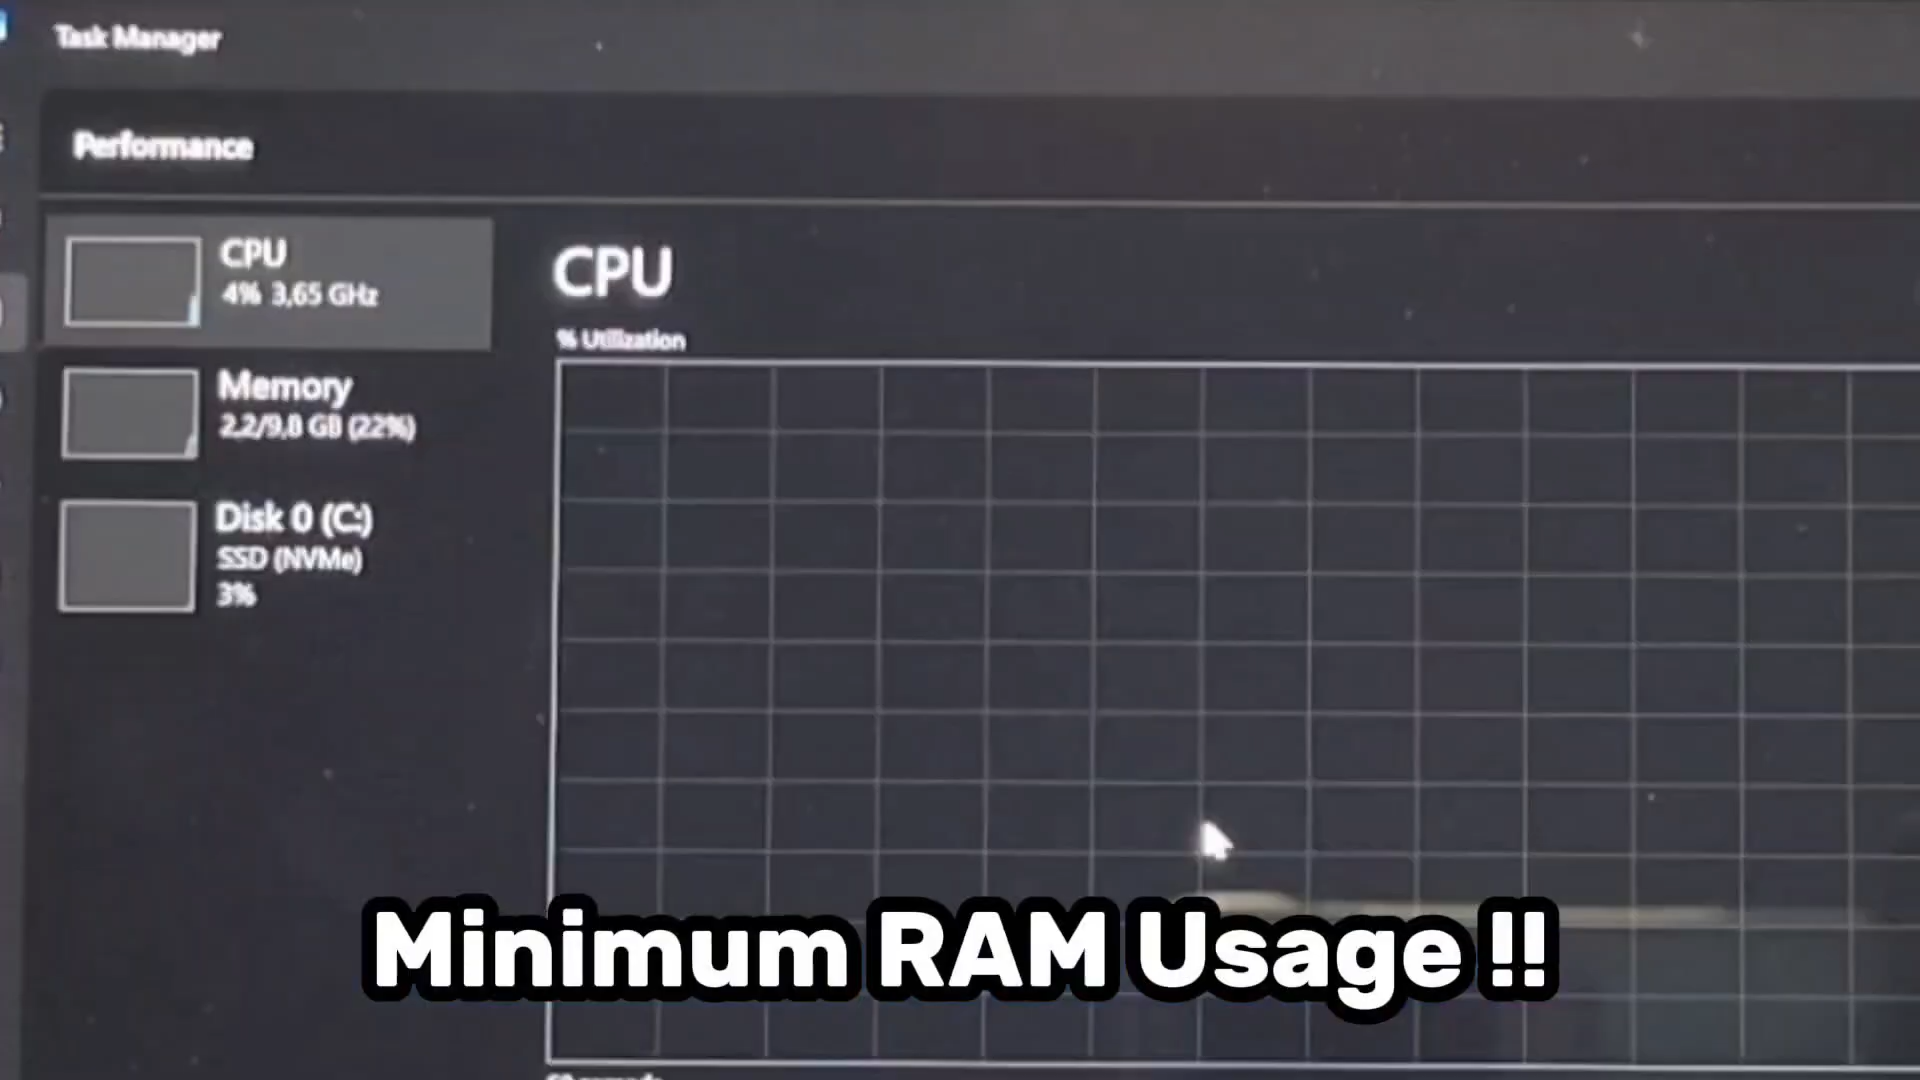 Task Manager
Performance
CPU
4% 3,65 GHz
Memory
2,2/9,8 GB (22%)
Disk 0 (C:)
SSD (NVMe)
3%
CPU
% Utilization
Minimum RAM Usage !!